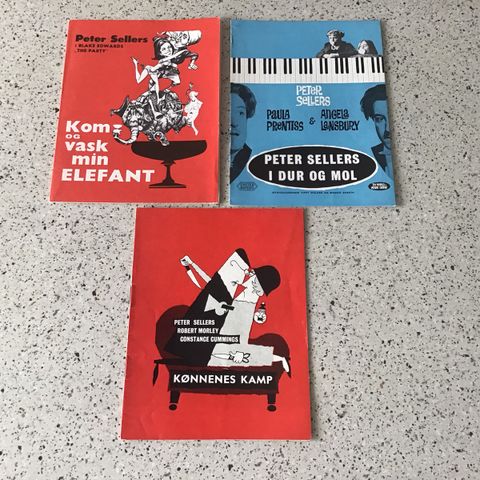 Peter Sellers
i BLAKE EDWARDS
„THE PARTY"
Kom
OG
vask
min
ELEFANT
PETER
SELLERS
PAULA
PRENTISS
&
ANGELA
LANSBURY
PETER SELLERS
I DUR OG MOL
PETER SELLERS
ROBERT MORLEY
CONSTANCE CUMMINGS
KØNNENES KAMP